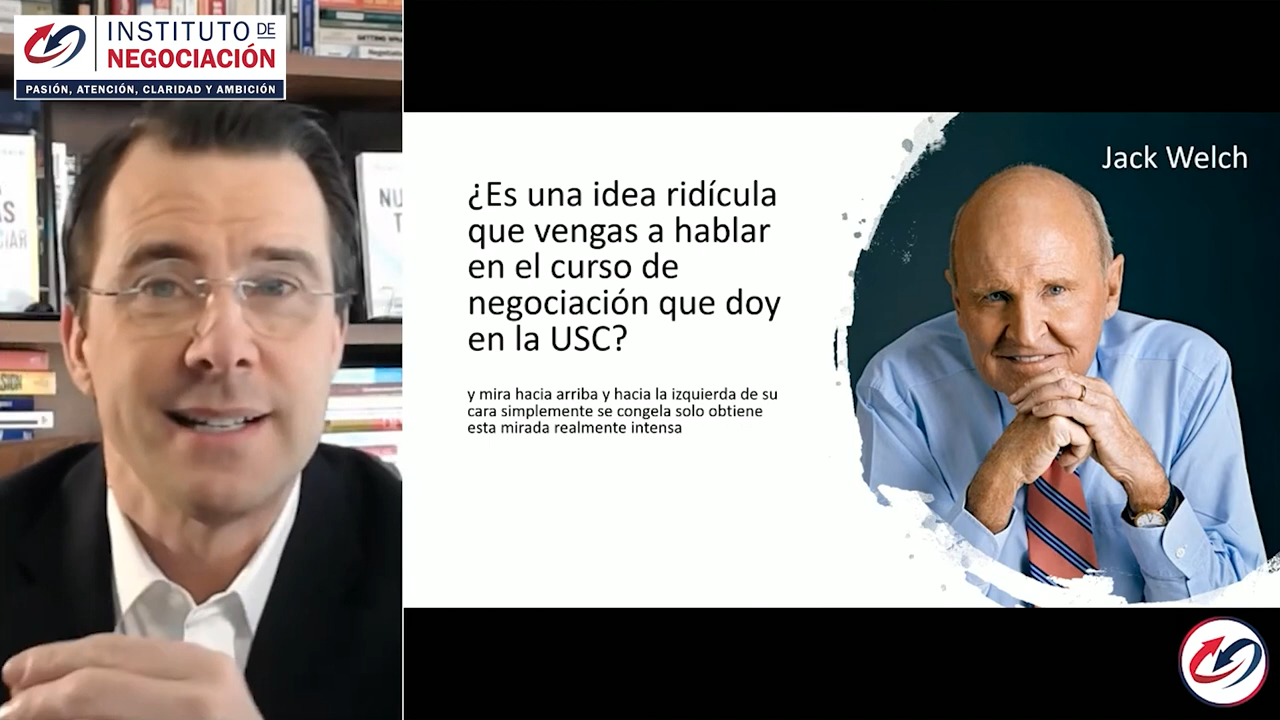 INSTITUTO DE
NEGOCIACIÓN
PASIÓN, ATENCIÓN, CLARIDAD Y AMBICIÓN
NU
Jack Welch
¿Es una idea ridícula
que vengas a hablar
en el curso de
negociación que doy
en la USC?
y mira hacia arriba y hacia la izquierda de su
cara simplemente se congela solo obtiene
esta mirada realmente intensa